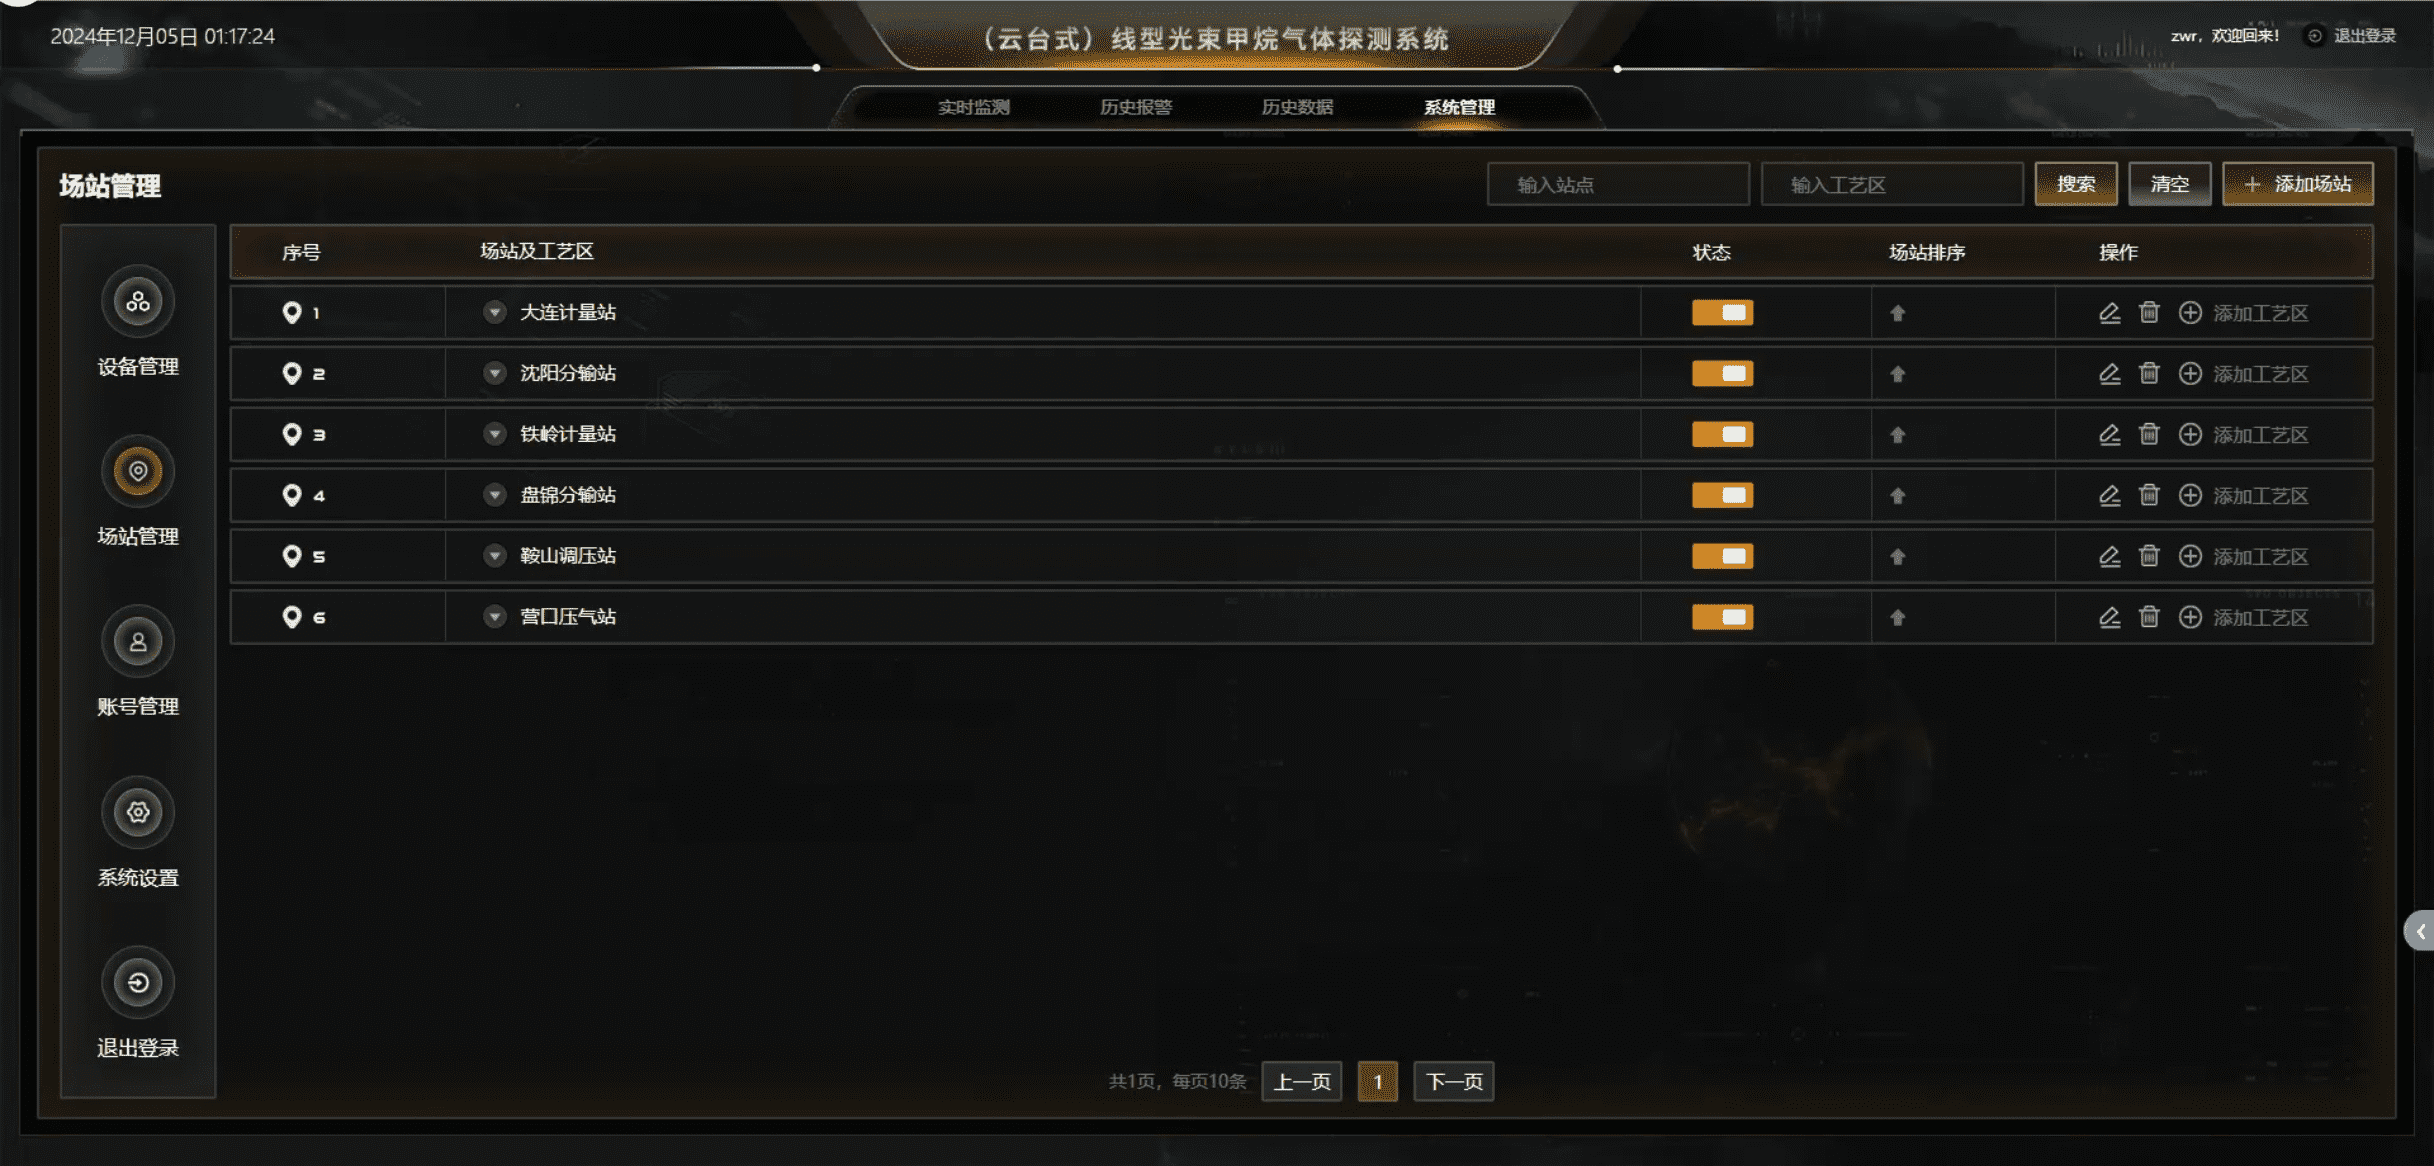 2024年12月05日 01:17:24
（云台式）线型光束甲烷气体探测系统
zwr，欢迎回来！ 退出登录
实时监测 历史报警 历史数据 系统管理
场站管理
输入站点 输入工艺区 搜索 清空 添加场站
设备管理
场站管理
账号管理
系统设置
退出登录
序号 场站及工艺区 状态 场站排序 操作
1 大连计量站 添加工艺区
2 沈阳分输站 添加工艺区
3 铁岭计量站 添加工艺区
4 盘锦分输站 添加工艺区
5 鞍山调压站 添加工艺区
6 营口压气站 添加工艺区
共1页，每页10条 上一页 1 下一页